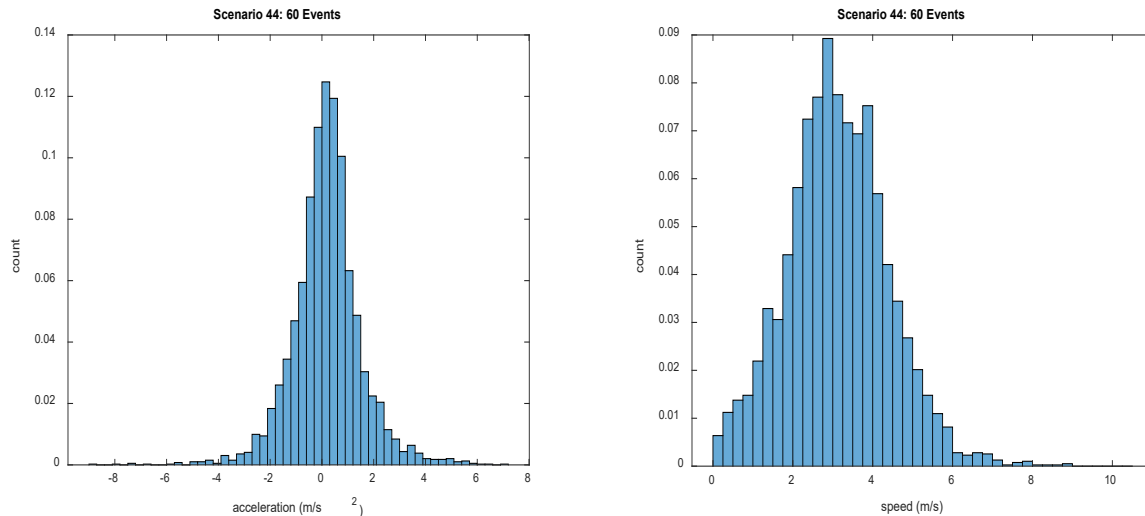 Scenario 44: 60 Events
0.14
0.12
0.1
0.08
0.06
0.04
0.02
0
count
-8 -6 -4 -2 0 2 4 6 8
acceleration (m/s 2)
Scenario 44: 60 Events
0.09
0.08
0.07
0.06
0.05
0.04
0.03
0.02
0.01
0
count
0 2 4 6 8 10
speed (m/s)